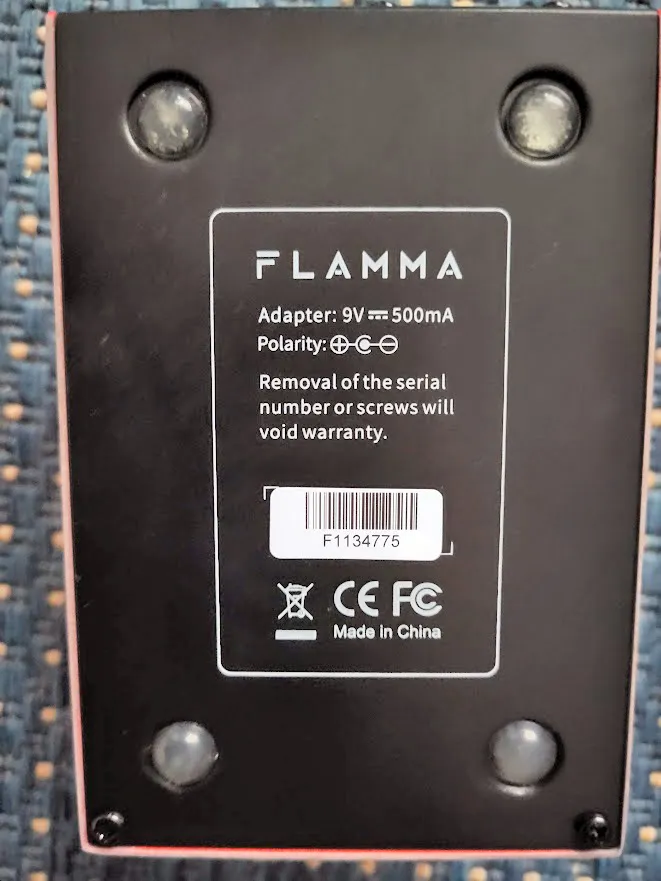 FLAMMA
Adapter: 9V⎓500mA
Polarity:
Removal of the serial
number or screws will
void warranty.
F1134775
CE FC
Made in China